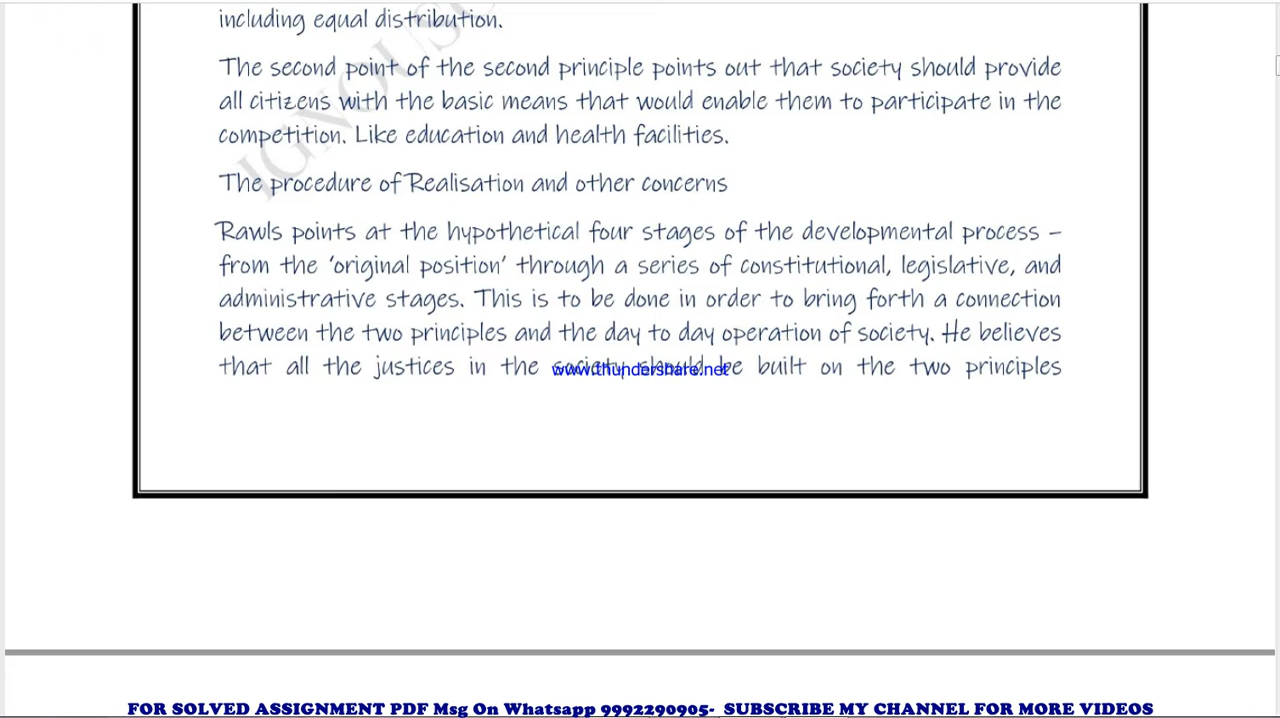 including equal distribution.
The second point of the second principle points out that society should provide
all citizens with the basic means that would enable them to participate in the
competition. Like education and health facilities.
The procedure of Realisation and other concerns
Rawls points at the hypothetical four stages of the developmental process –
from the ‘original position’ through a series of constitutional, legislative, and
administrative stages. This is to be done in order to bring forth a connection
between the two principles and the day to day operation of society. He believes
that all the justices in the society should be built on the two principles
www.thundershare.net
FOR SOLVED ASSIGNMENT PDF Msg On Whatsapp 9992290905- SUBSCRIBE MY CHANNEL FOR MORE VIDEOS